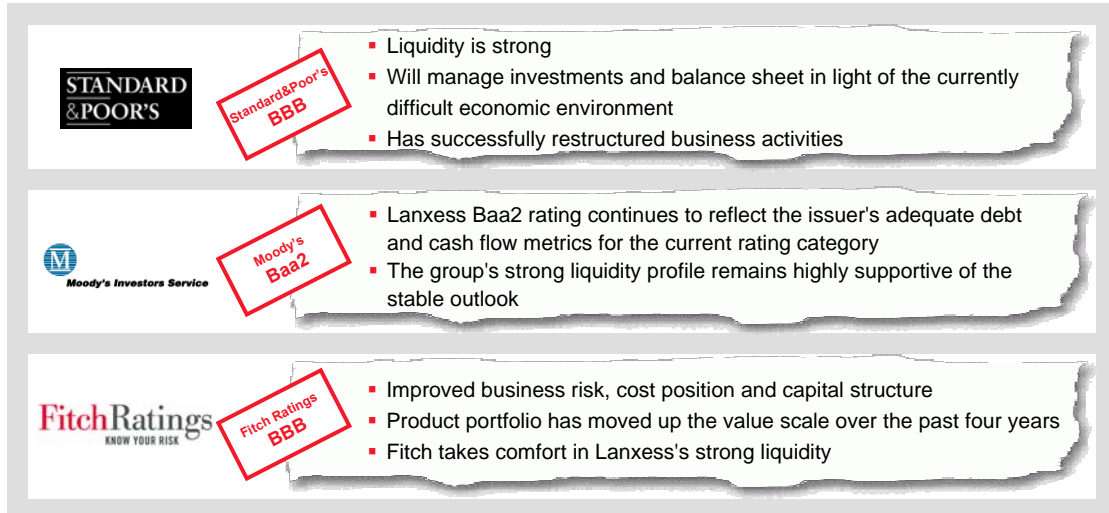 STANDARD
&POOR'S
Standard&Poor's
BBB
▪ Liquidity is strong
▪ Will manage investments and balance sheet in light of the currently
difficult economic environment
▪ Has successfully restructured business activities
M
Moody's Investors Service
Moody's
Baa2
▪ Lanxess Baa2 rating continues to reflect the issuer's adequate debt
and cash flow metrics for the current rating category
▪ The group's strong liquidity profile remains highly supportive of the
stable outlook
FitchRatings
KNOW YOUR RISK
Fitch Ratings
BBB
▪ Improved business risk, cost position and capital structure
▪ Product portfolio has moved up the value scale over the past four years
▪ Fitch takes comfort in Lanxess's strong liquidity